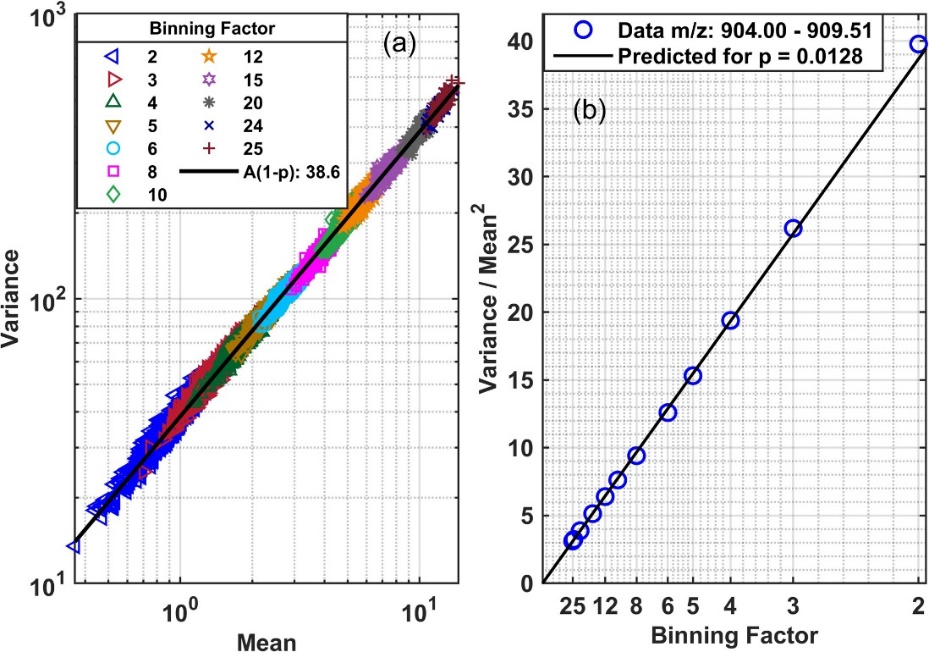 (a)
Binning Factor
2 12
3 15
4 20
5 24
6 25
8 A(1-p): 38.6
10
10³
10²
10¹
10⁰ 10¹
Variance
Mean
Data m/z: 904.00 - 909.51
Predicted for p = 0.0128
(b)
40
35
30
25
20
15
10
5
0
25 12 8 6 5 4 3 2
Variance / Mean²
Binning Factor